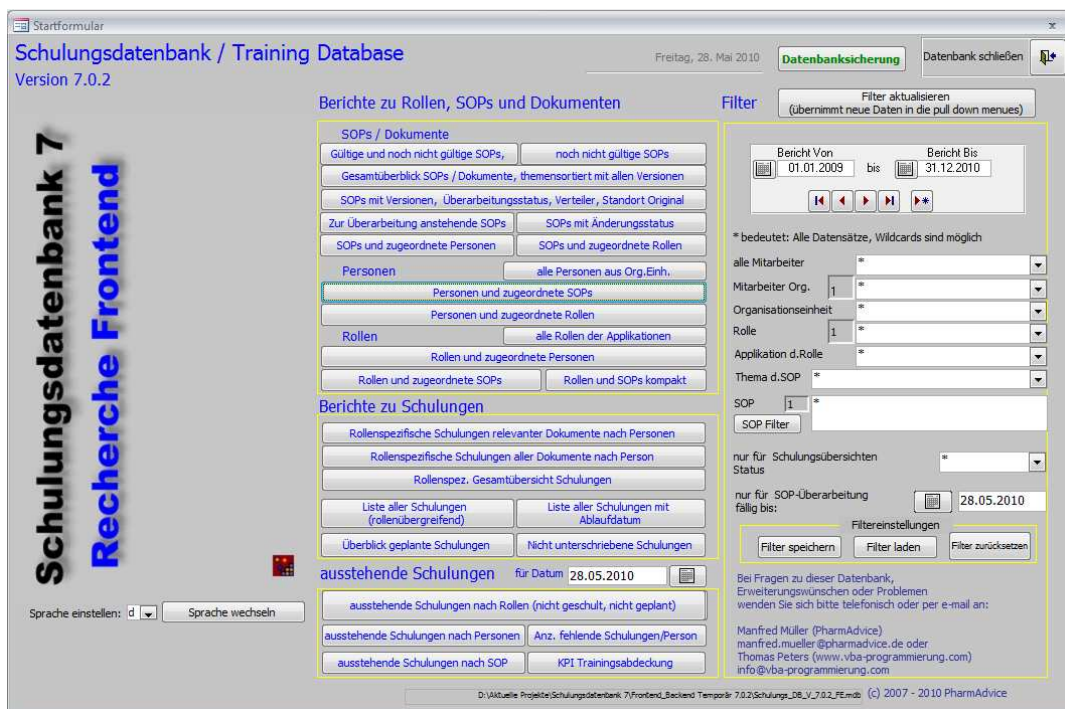 Startformular
x
Schulungsdatenbank / Training Database
Version 7.0.2
Freitag, 28. Mai 2010
Datenbanksicherung
Datenbank schließen
Schulungsdatenbank 7
Recherche Frontend
Sprache einstellen: d
Sprache wechseln
Berichte zu Rollen, SOPs und Dokumenten
SOPs / Dokumente
Gültige und noch nicht gültige SOPs,
noch nicht gültige SOPs
Gesamtüberblick SOPs / Dokumente, themensortiert mit allen Versionen
SOPs mit Versionen, Überarbeitungsstatus, Verteiler, Standort Original
Zur Überarbeitung anstehende SOPs
SOPs mit Änderungsstatus
SOPs und zugeordnete Personen
SOPs und zugeordnete Rollen
Personen
alle Personen aus Org.Einh.
Personen und zugeordnete SOPs
Personen und zugeordnete Rollen
Rollen
alle Rollen der Applikationen
Rollen und zugeordnete Personen
Rollen und zugeordnete SOPs
Rollen und SOPs kompakt
Berichte zu Schulungen
Rollenspezifische Schulungen relevanter Dokumente nach Personen
Rollenspezifische Schulungen aller Dokumente nach Person
Rollenspez. Gesamtübersicht Schulungen
Liste aller Schulungen
(rollenübergreifend)
Liste aller Schulungen mit
Ablaufdatum
Überblick geplante Schulungen
Nicht unterschriebene Schulungen
ausstehende Schulungen
für Datum 28.05.2010
ausstehende Schulungen nach Rollen (nicht geschult, nicht geplant)
ausstehende Schulungen nach Personen
Anz. fehlende Schulungen/Person
ausstehende Schulungen nach SOP
KPI Trainingsabdeckung
Filter
Filter aktualisieren
(übernimmt neue Daten in die pull down menues)
Bericht Von
Bericht Bis
01.01.2009 bis 31.12.2010
* bedeutet: Alle Datensätze, Wildcards sind möglich
alle Mitarbeiter *
Mitarbeiter Org. 1 *
Organisationseinheit *
Rolle 1 *
Applikation d.Rolle *
Thema d.SOP *
SOP 1 *
SOP Filter
nur für Schulungsübersichten
Status
*
nur für SOP-Überarbeitung
fällig bis:
28.05.2010
Filtereinstellungen
Filter speichern
Filter laden
Filter zurücksetzen
Bei Fragen zu dieser Datenbank,
Erweiterungswünschen oder Problemen
wenden Sie sich bitte telefonisch oder per e-mail an:
Manfred Müller (PharmAdvice)
manfred.mueller@pharmadvice.de oder
Thomas Peters (www.vba-programmierung.com)
info@vba-programmierung.com
D:\Aktuelle Projekte\Schulungsdatenbank 7\Frontend_Backend Temporär 7.0.2\Schulungs_DB_V_7.0.2_FE.mdb
(c) 2007 - 2010 PharmAdvice